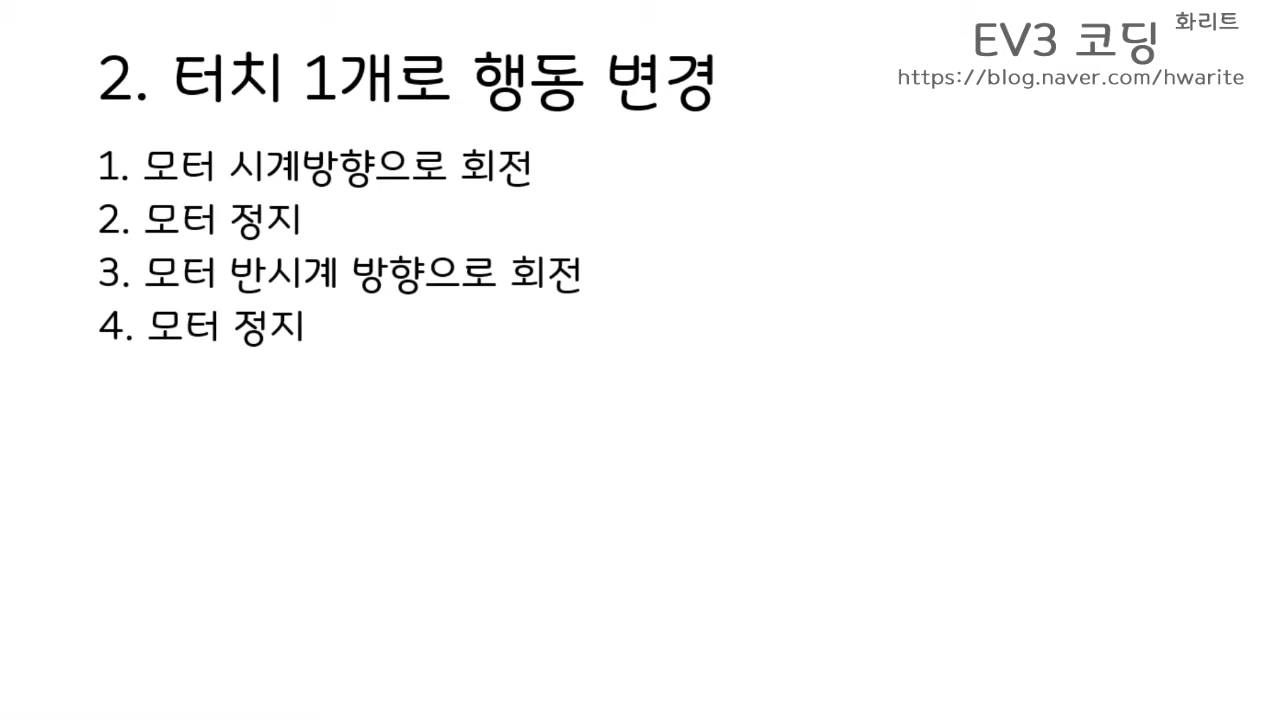 화리트
EV3 코딩
https://blog.naver.com/hwarite
2. 터치 1개로 행동 변경
1. 모터 시계방향으로 회전
2. 모터 정지
3. 모터 반시계 방향으로 회전
4. 모터 정지